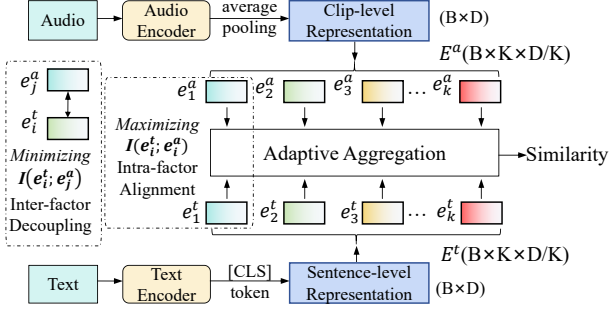 Audio
Audio
Encoder
average
pooling
Clip-level
Representation
(B×D)
E^a(B×K×D/K)
e_j^a
e_i^t
Minimizing
I(e_i^t; e_j^a)
Inter-factor
Decoupling
Maximizing
I(e_i^t; e_i^a)
Intra-factor
Alignment
e_1^a
e_2^a
e_3^a
... e_k^a
Adaptive Aggregation
Similarity
e_1^t
e_2^t
e_3^t
... e_k^t
E^t(B×K×D/K)
Text
Text
Encoder
[CLS]
token
Sentence-level
Representation
(B×D)